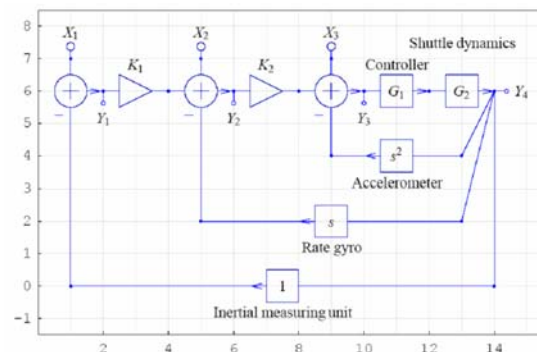 8
7
6
5
4
3
2
1
0
−1
2 4 6 8 10 12 14
X₁ X₂ X₃
Shuttle dynamics
K₁ K₂ Controller
+ + + G₁ G₂ Y₄
− − −
Y₁ Y₂ Y₃
s²
Accelerometer
s
Rate gyro
1
Inertial measuring unit